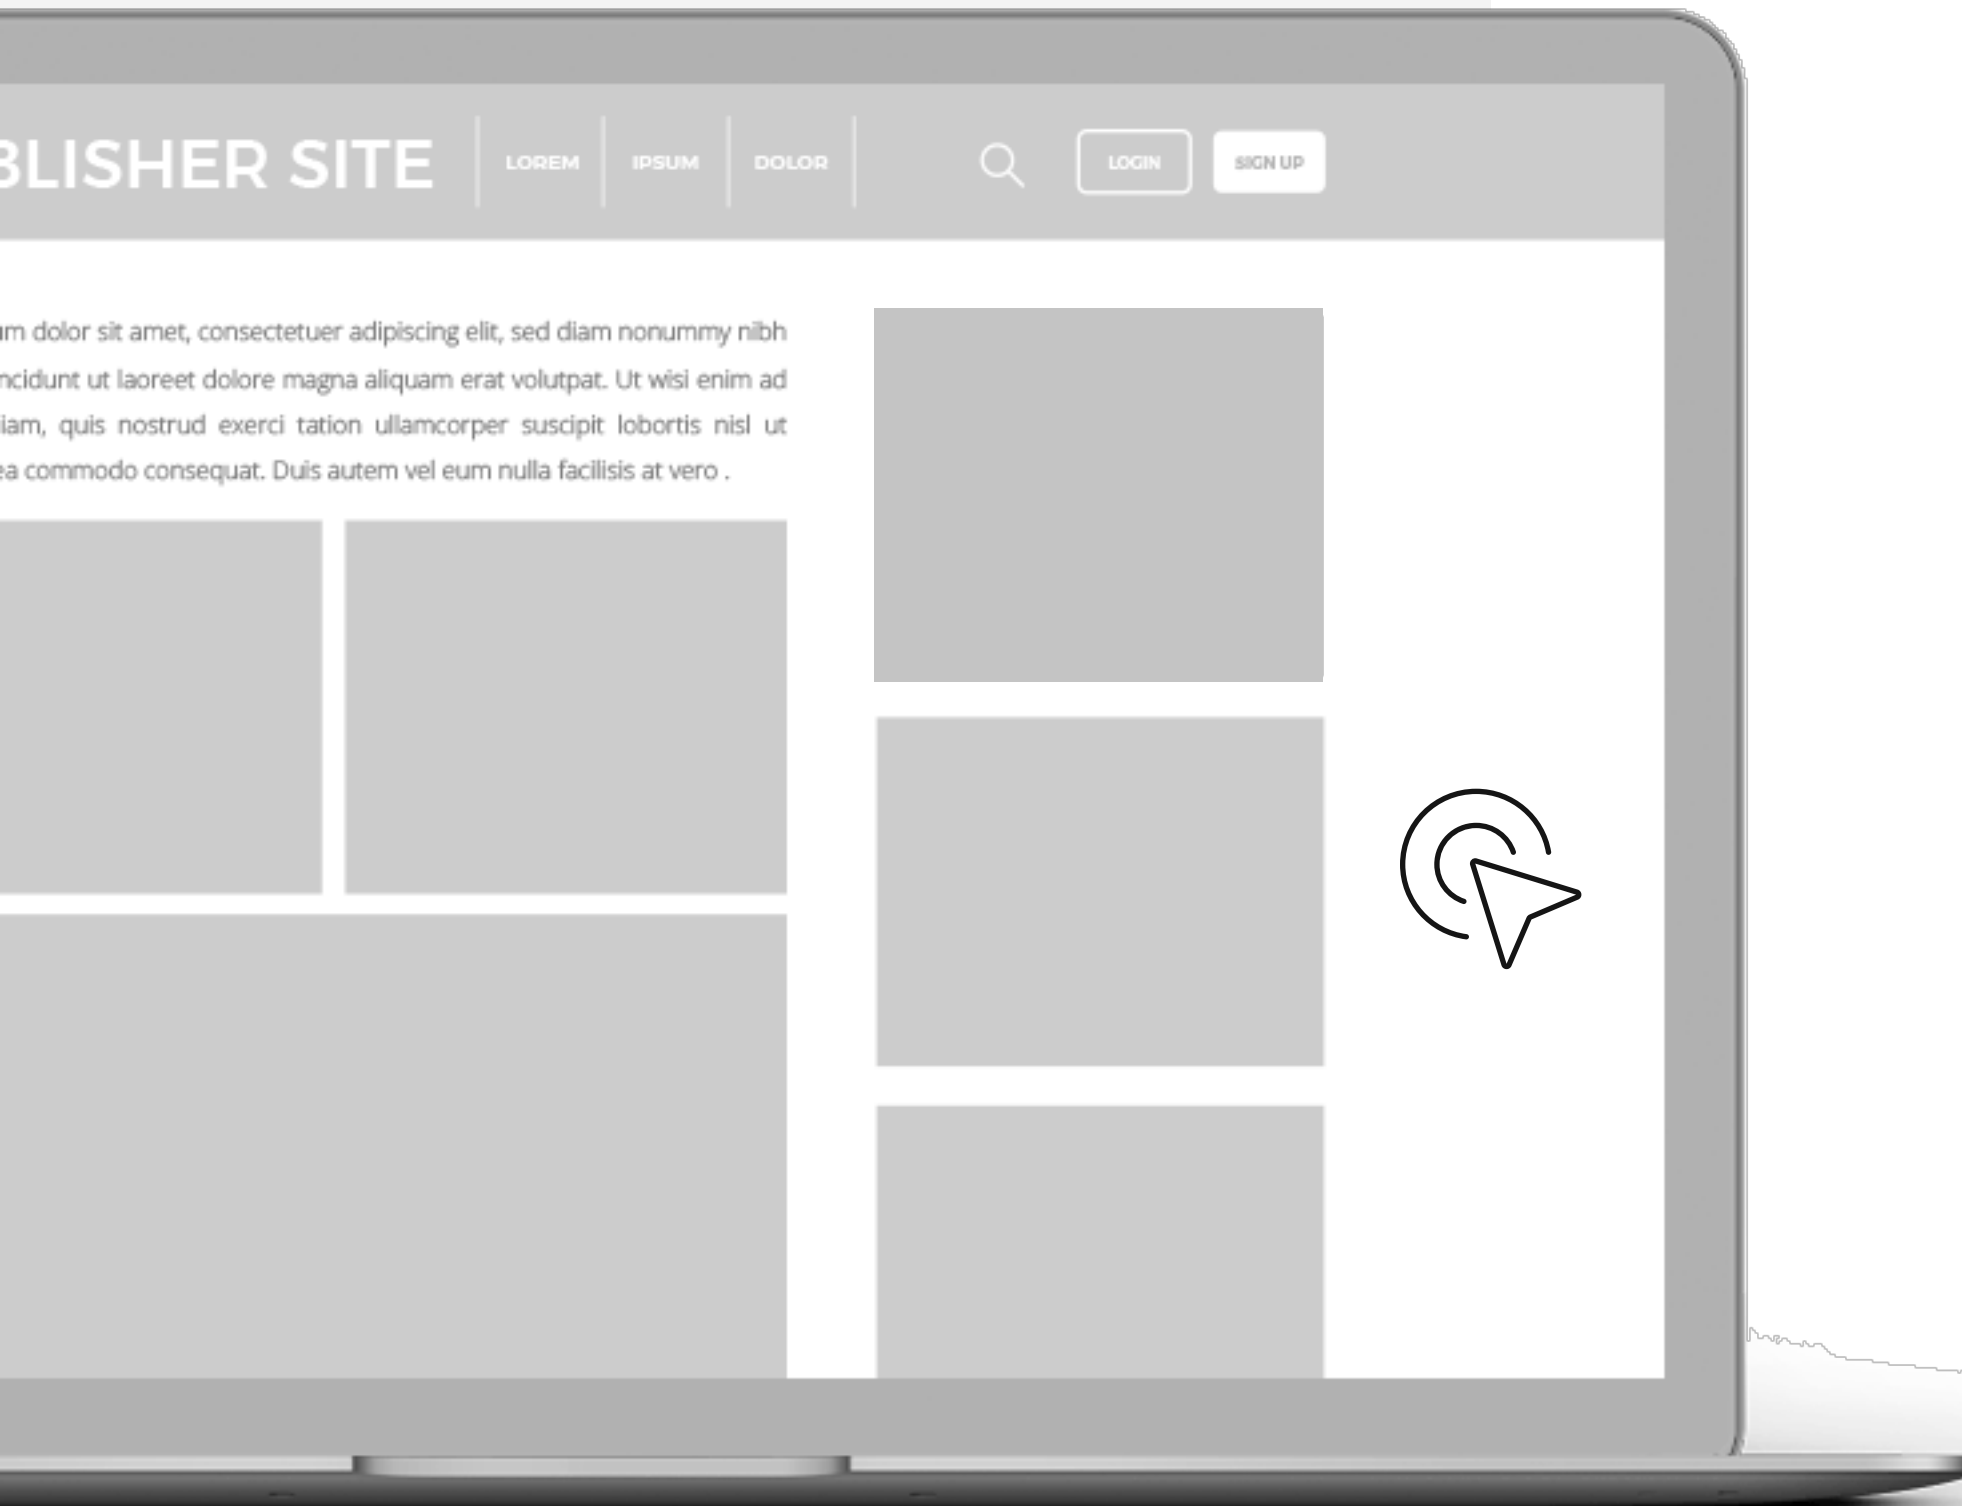 BLISHER SITE
LOREM
IPSUM
DOLOR
LOGIN
SIGN UP
um dolor sit amet, consectetuer adipiscing elit, sed diam nonummy nibh
ncidunt ut laoreet dolore magna aliquam erat volutpat. Ut wisi enim ad
iam, quis nostrud exerci tation ullamcorper suscipit lobortis nisl ut
ea commodo consequat. Duis autem vel eum nulla facilisis at vero .